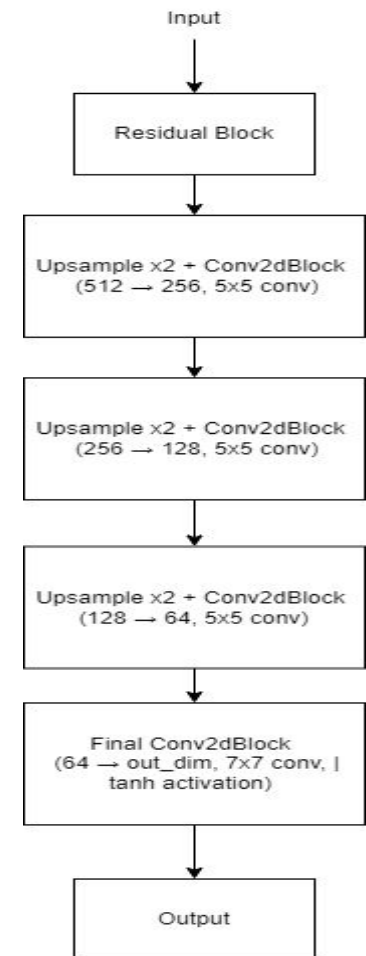 Input
Residual Block
Upsample x2 + Conv2dBlock
(512 → 256, 5x5 conv)
Upsample x2 + Conv2dBlock
(256 → 128, 5x5 conv)
Upsample x2 + Conv2dBlock
(128 → 64, 5x5 conv)
Final Conv2dBlock
(64 → out_dim, 7x7 conv, |
tanh activation)
Output